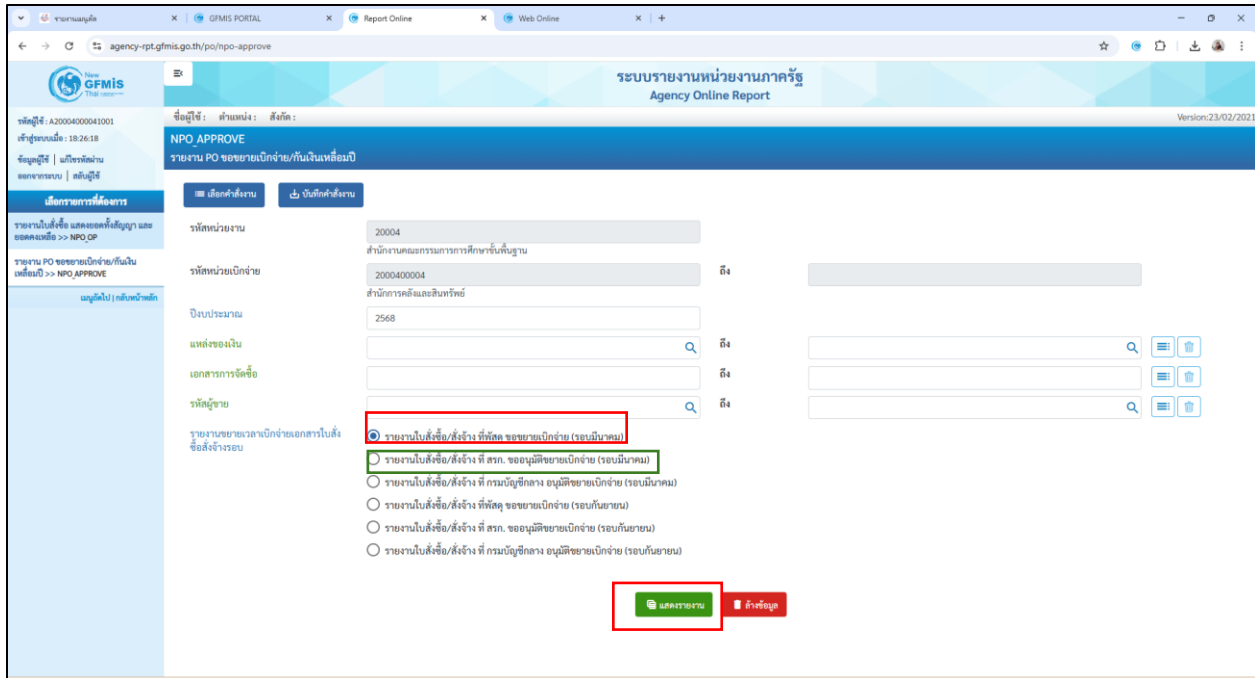 รายงานเมนูคัด
GFMIS PORTAL
Report Online
Web Online
agency-rpt.gfmis.go.th/po/npo-approve
New
GFMIS
Thai
ระบบรายงานหน่วยงานภาครัฐ
Agency Online Report
รหัสผู้ใช้ : A20004000041001
เข้าสู่ระบบเมื่อ : 18:26:18
ข้อมูลผู้ใช้ | แก้ไขรหัสผ่าน
ออกจากระบบ | สลับผู้ใช้
เลือกรายการที่ต้องการ
รายงานใบสั่งซื้อ แสดงยอดทั้งสัญญา และ
ยอดคงเหลือ >> NPO_OP
รายงาน PO ขอขยายเบิกจ่าย/กันเงิน
เหลื่อมปี >> NPO_APPROVE
เมนูถัดไป | กลับหน้าหลัก
ชื่อผู้ใช้ : ตำแหน่ง : สังกัด :
Version:23/02/2021
NPO_APPROVE
รายงาน PO ขอขยายเบิกจ่าย/กันเงินเหลื่อมปี
เลือกคำสั่งงาน บันทึกคำสั่งงาน
รหัสหน่วยงาน 20004
สำนักงานคณะกรรมการการศึกษาขั้นพื้นฐาน
รหัสหน่วยเบิกจ่าย 2000400004 ถึง
สำนักการคลังและสินทรัพย์
ปีงบประมาณ 2568
แหล่งของเงิน ถึง
เอกสารการจัดซื้อ ถึง
รหัสผู้ขาย ถึง
รายงานขยายเวลาเบิกจ่ายเอกสารใบสั่ง
ซื้อสั่งจ้างรอบ
รายงานใบสั่งซื้อ/สั่งจ้าง ที่พัสดุ ขอขยายเบิกจ่าย (รอบมีนาคม)
รายงานใบสั่งซื้อ/สั่งจ้าง ที่ สรก. ขออนุมัติขยายเบิกจ่าย (รอบมีนาคม)
รายงานใบสั่งซื้อ/สั่งจ้าง ที่ กรมบัญชีกลาง อนุมัติขยายเบิกจ่าย (รอบมีนาคม)
รายงานใบสั่งซื้อ/สั่งจ้าง ที่พัสดุ ขอขยายเบิกจ่าย (รอบกันยายน)
รายงานใบสั่งซื้อ/สั่งจ้าง ที่ สรก. ขออนุมัติขยายเบิกจ่าย (รอบกันยายน)
รายงานใบสั่งซื้อ/สั่งจ้าง ที่ กรมบัญชีกลาง อนุมัติขยายเบิกจ่าย (รอบกันยายน)
แสดงรายงาน ล้างข้อมูล